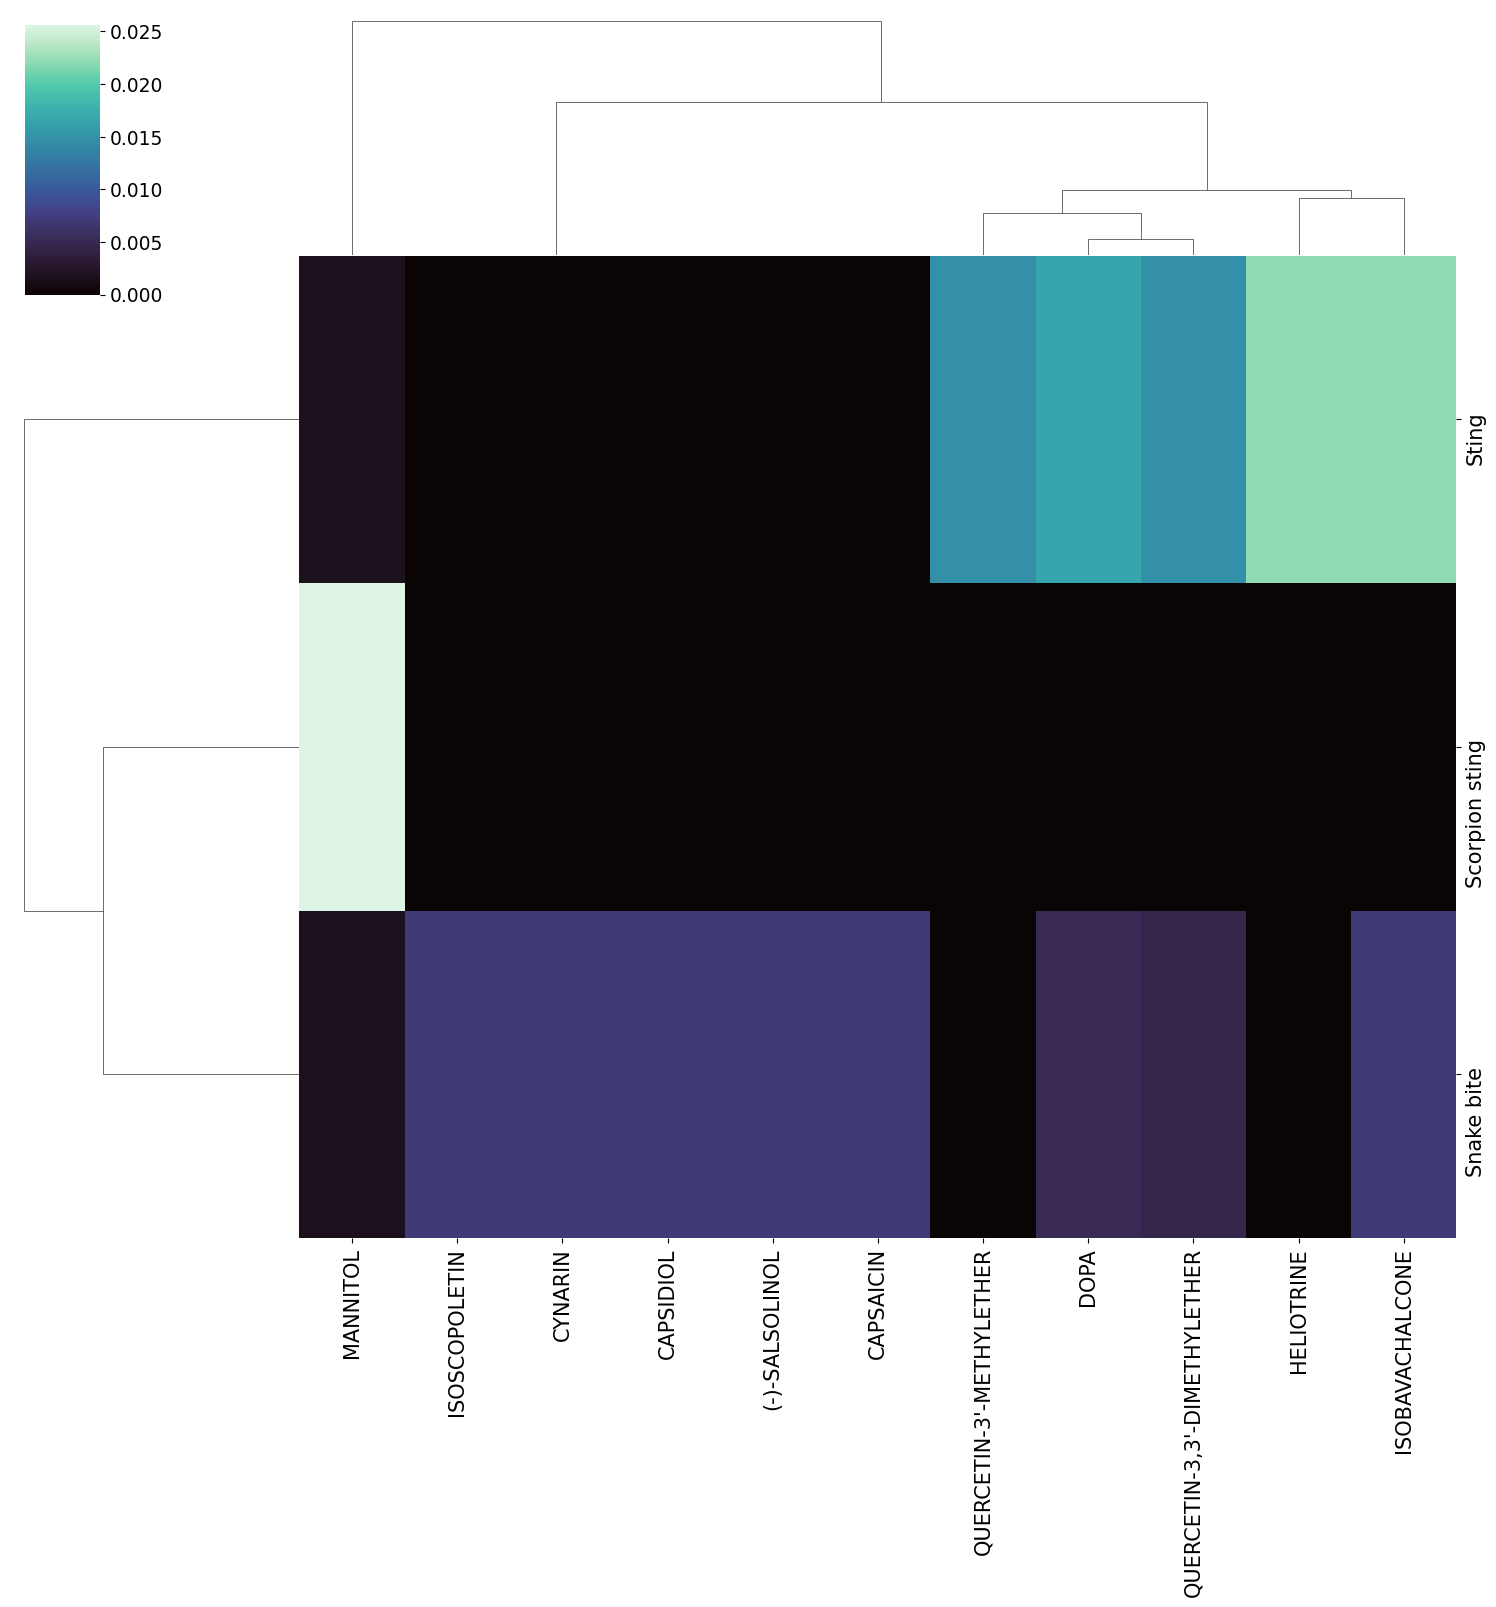 0.025
0.020
0.015
0.010
0.005
0.000
Sting
Scorpion sting
Snake bite
MANNITOL
ISOSCOPOLETIN
CYNARIN
CAPSIDIOL
(-)-SALSOLINOL
CAPSAICIN
QUERCETIN-3'-METHYLETHER
DOPA
QUERCETIN-3,3'-DIMETHYLETHER
HELIOTRINE
ISOBAVACHALCONE